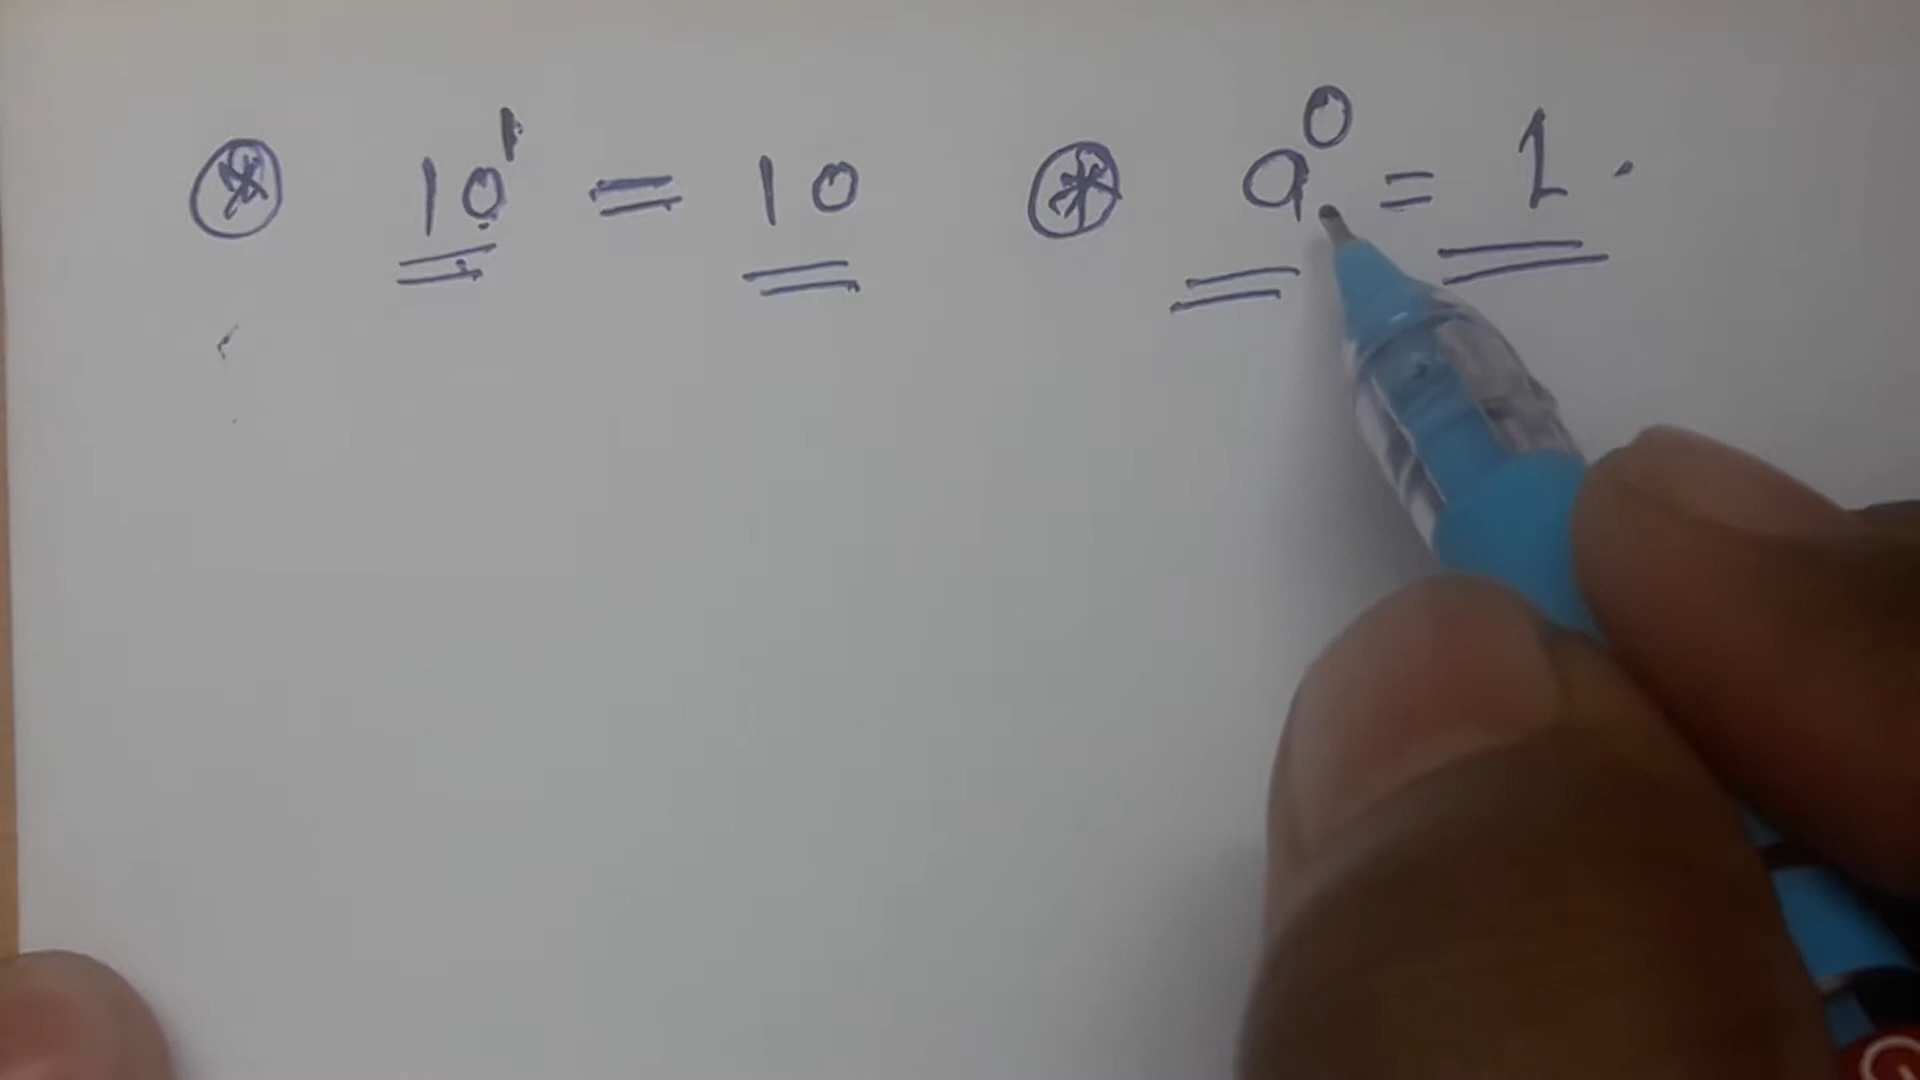 ⊛ 10¹ = 10 ⊛ a⁰ = 1.